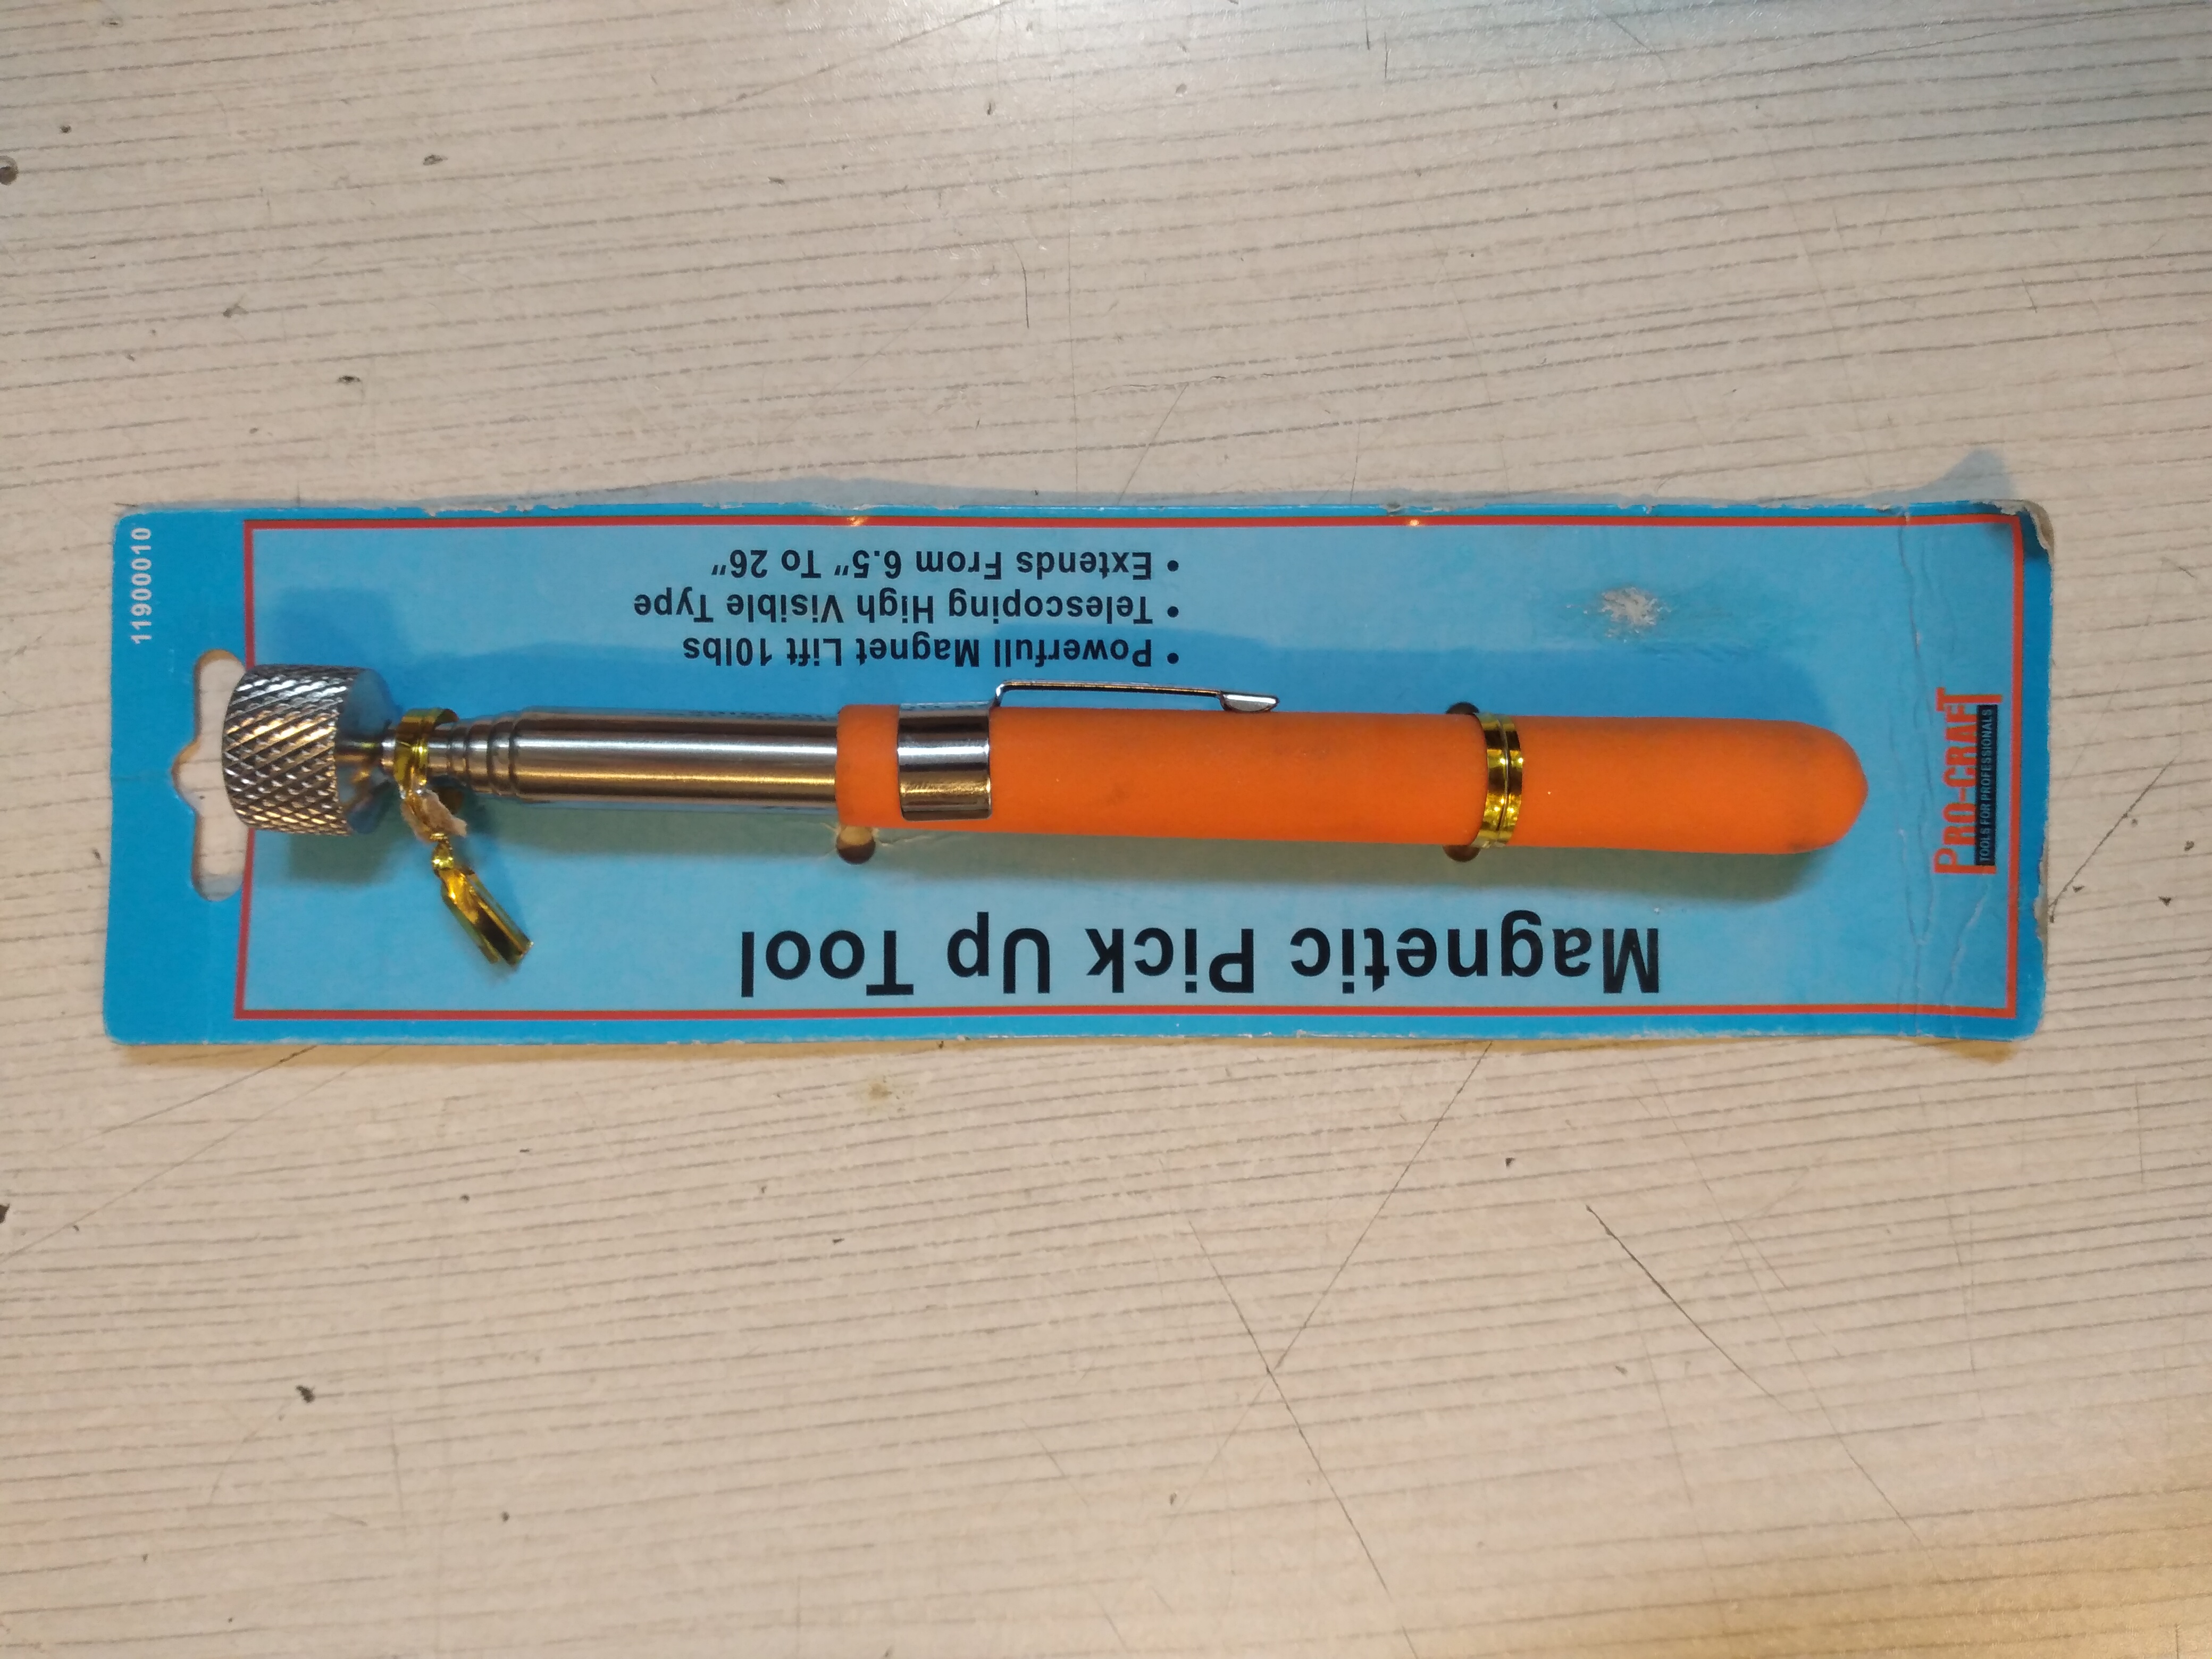 Magnetic Pick Up Tool
• Powerfull Magnet Lift 10lbs
• Telescoping High Visible Type
• Extends From 6.5" To 26"
PRO-CRAFT
TOOLS FOR PROFESSIONALS
11900010